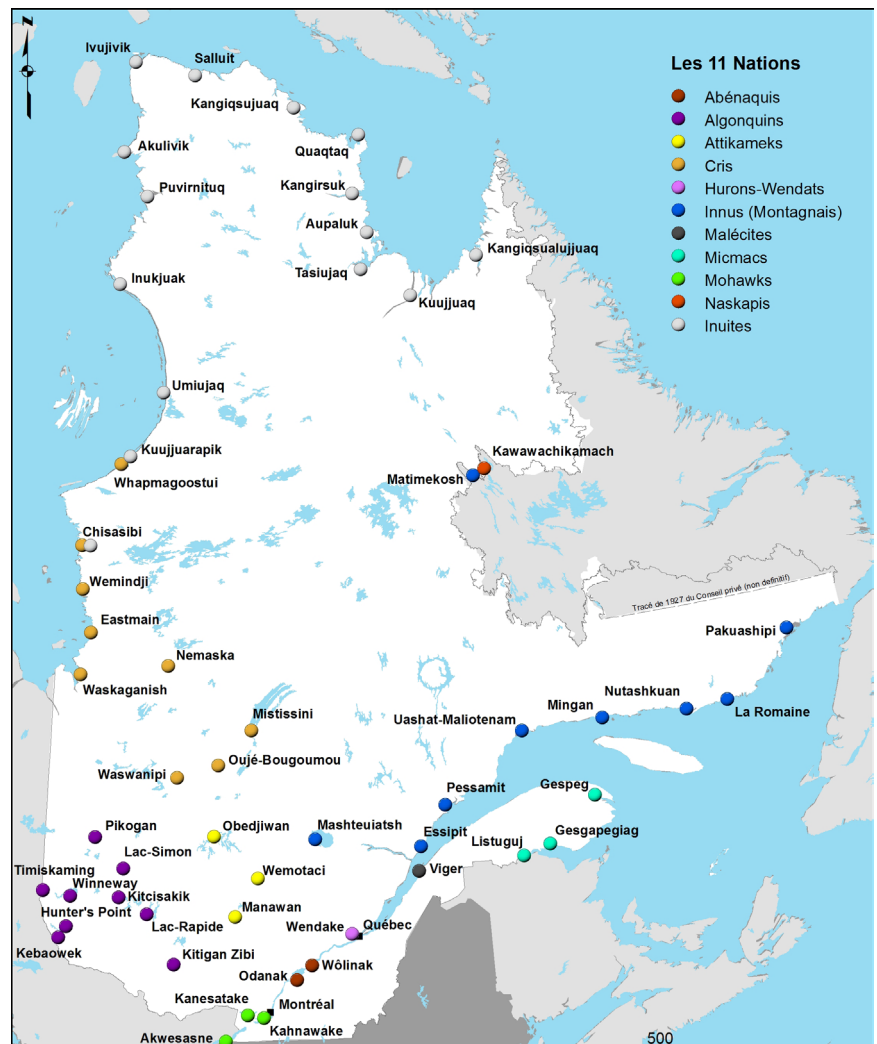 N
Ivujivik
Salluit
Les 11 Nations
Kangiqsujuaq
Abénaquis
Algonquins
Quaqtaq
Attikameks
Akulivik
Cris
Kangirsuk
Puvirnituq
Hurons-Wendats
Innus (Montagnais)
Aupaluk
Malécites
Kangiqsualujjuaq
Micmacs
Tasiujaq
Mohawks
Inukjuak
Kuujjuaq
Naskapis
Inuites
Umiujaq
Kuujjuarapik
Kawawachikamach
Matimekosh
Whapmagoostui
Chisasibi
Wemindji
Tracé de 1927 du Conseil privé (non definitif)
Eastmain
Pakuashipi
Nemaska
Waskaganish
Nutashkuan
Mingan
La Romaine
Mistissini
Uashat-Maliotenam
Oujé-Bougoumou
Waswanipi
Pessamit
Gespeg
Pikogan
Obedjiwan
Mashteuiatsh
Essipit
Gesgapegiag
Listuguj
Lac-Simon
Timiskaming
Viger
Wemotaci
Winneway
Kitcisakik
Hunter's Point
Manawan
Lac-Rapide
Wendake
Québec
Kebaowek
Kitigan Zibi
Wôlinak
Odanak
Kanesatake
Montréal
Kahnawake
Akwesasne
500